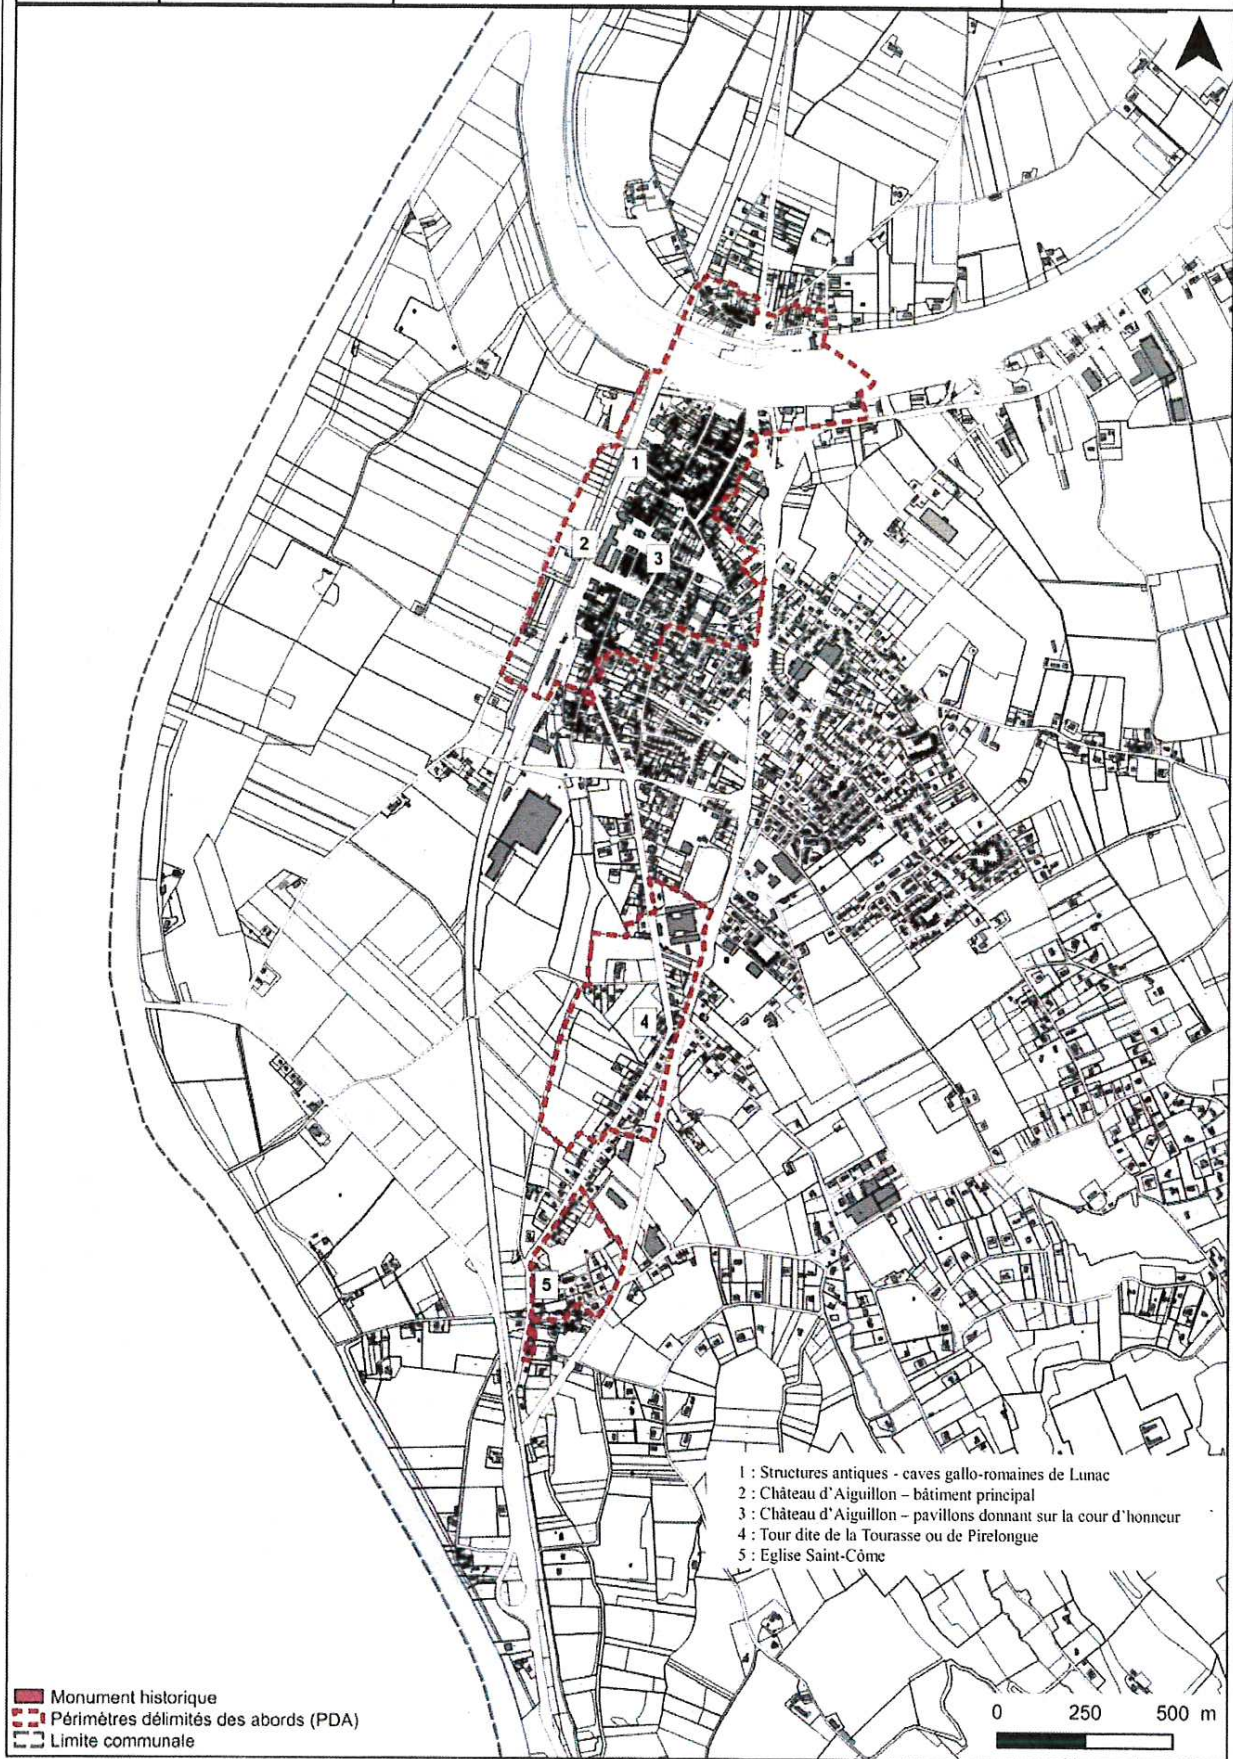 1
2
3
4
5
1 : Structures antiques - caves gallo-romaines de Lunac
2 : Château d'Aiguillon – bâtiment principal
3 : Château d'Aiguillon – pavillons donnant sur la cour d'honneur
4 : Tour dite de la Tourasse ou de Pirelongue
5 : Eglise Saint-Côme
Monument historique
Périmètres délimités des abords (PDA)
Limite communale
0 250 500 m